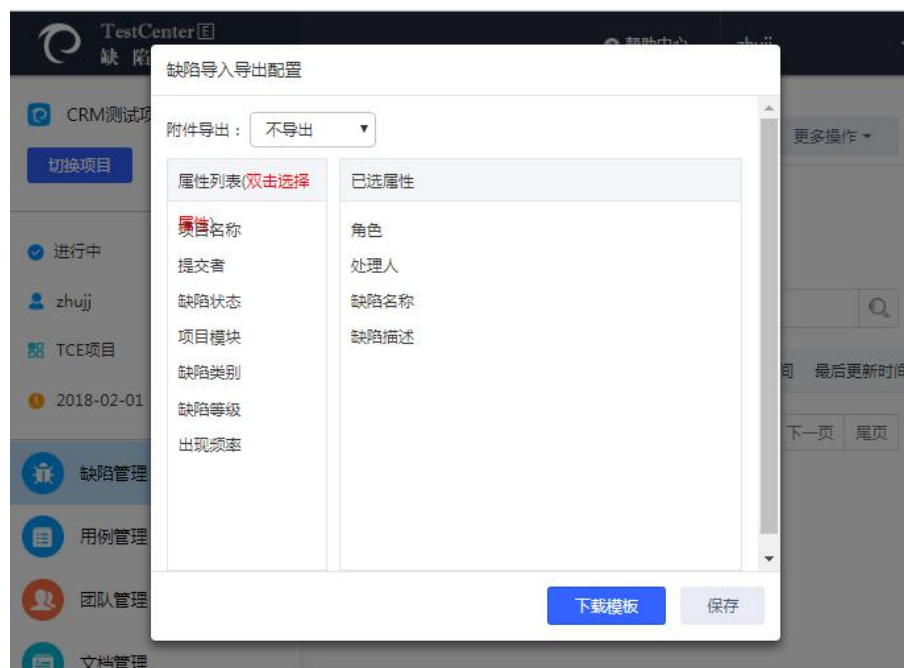 TestCenter E
缺 陷
帮助中心
zhujj
缺陷导入导出配置
CRM测试项
切换项目
附件导出：
不导出
更多操作
属性列表(双击选择
属性)
已选属性
项目名称
提交者
缺陷状态
项目模块
缺陷类别
缺陷等级
出现频率
角色
处理人
缺陷名称
缺陷描述
进行中
zhujj
TCE项目
2018-02-01
间
最后更新时间
下一页
尾页
缺陷管理
用例管理
团队管理
文档管理
下载模板
保存